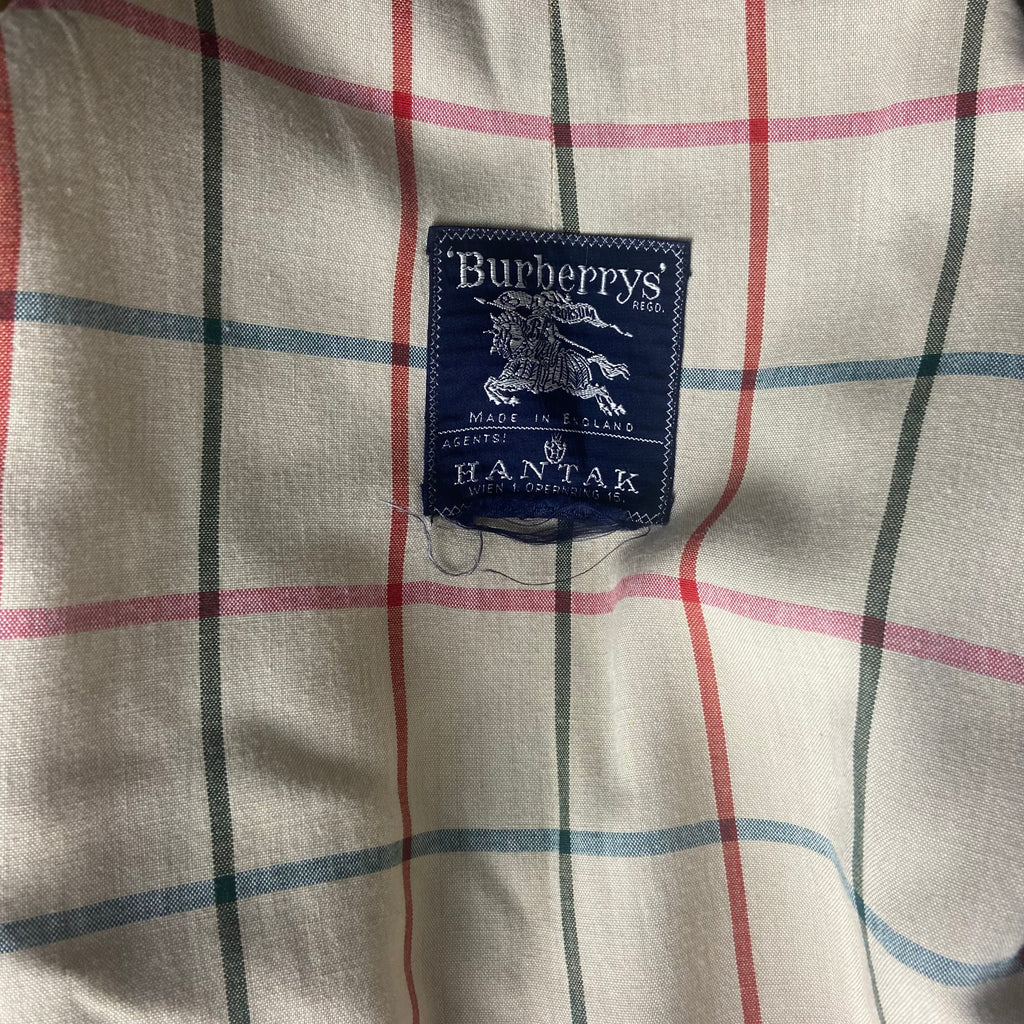 'Burberrys'
REGD.
MADE IN ENGLAND
AGENTS:
HANTAK
WIEN 1. OPERNRING 15.